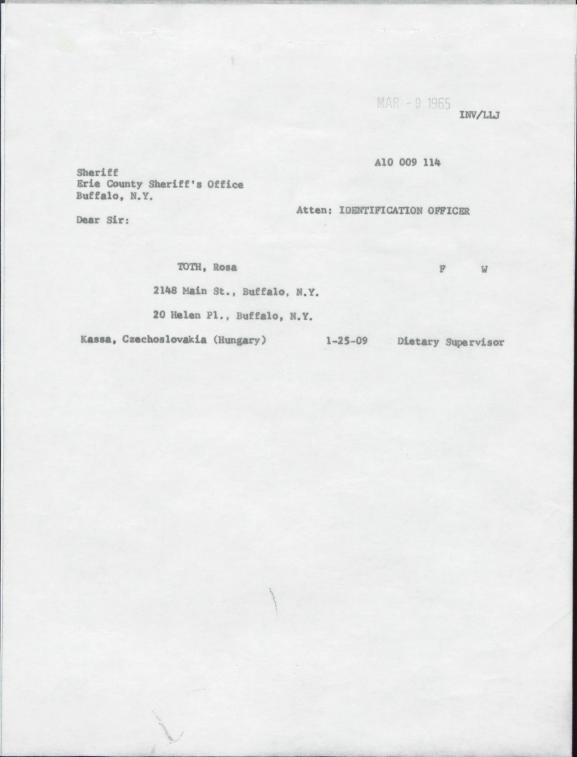 MAR - 9 1965
INV/LLJ
A10 009 114
Sheriff
Erie County Sheriff's Office
Buffalo, N.Y.
Atten: IDENTIFICATION OFFICER
Dear Sir:
TOTH, Rosa F W
2148 Main St., Buffalo, N.Y.
20 Helen Pl., Buffalo, N.Y.
Kassa, Czechoslovakia (Hungary) 1-25-09 Dietary Supervisor